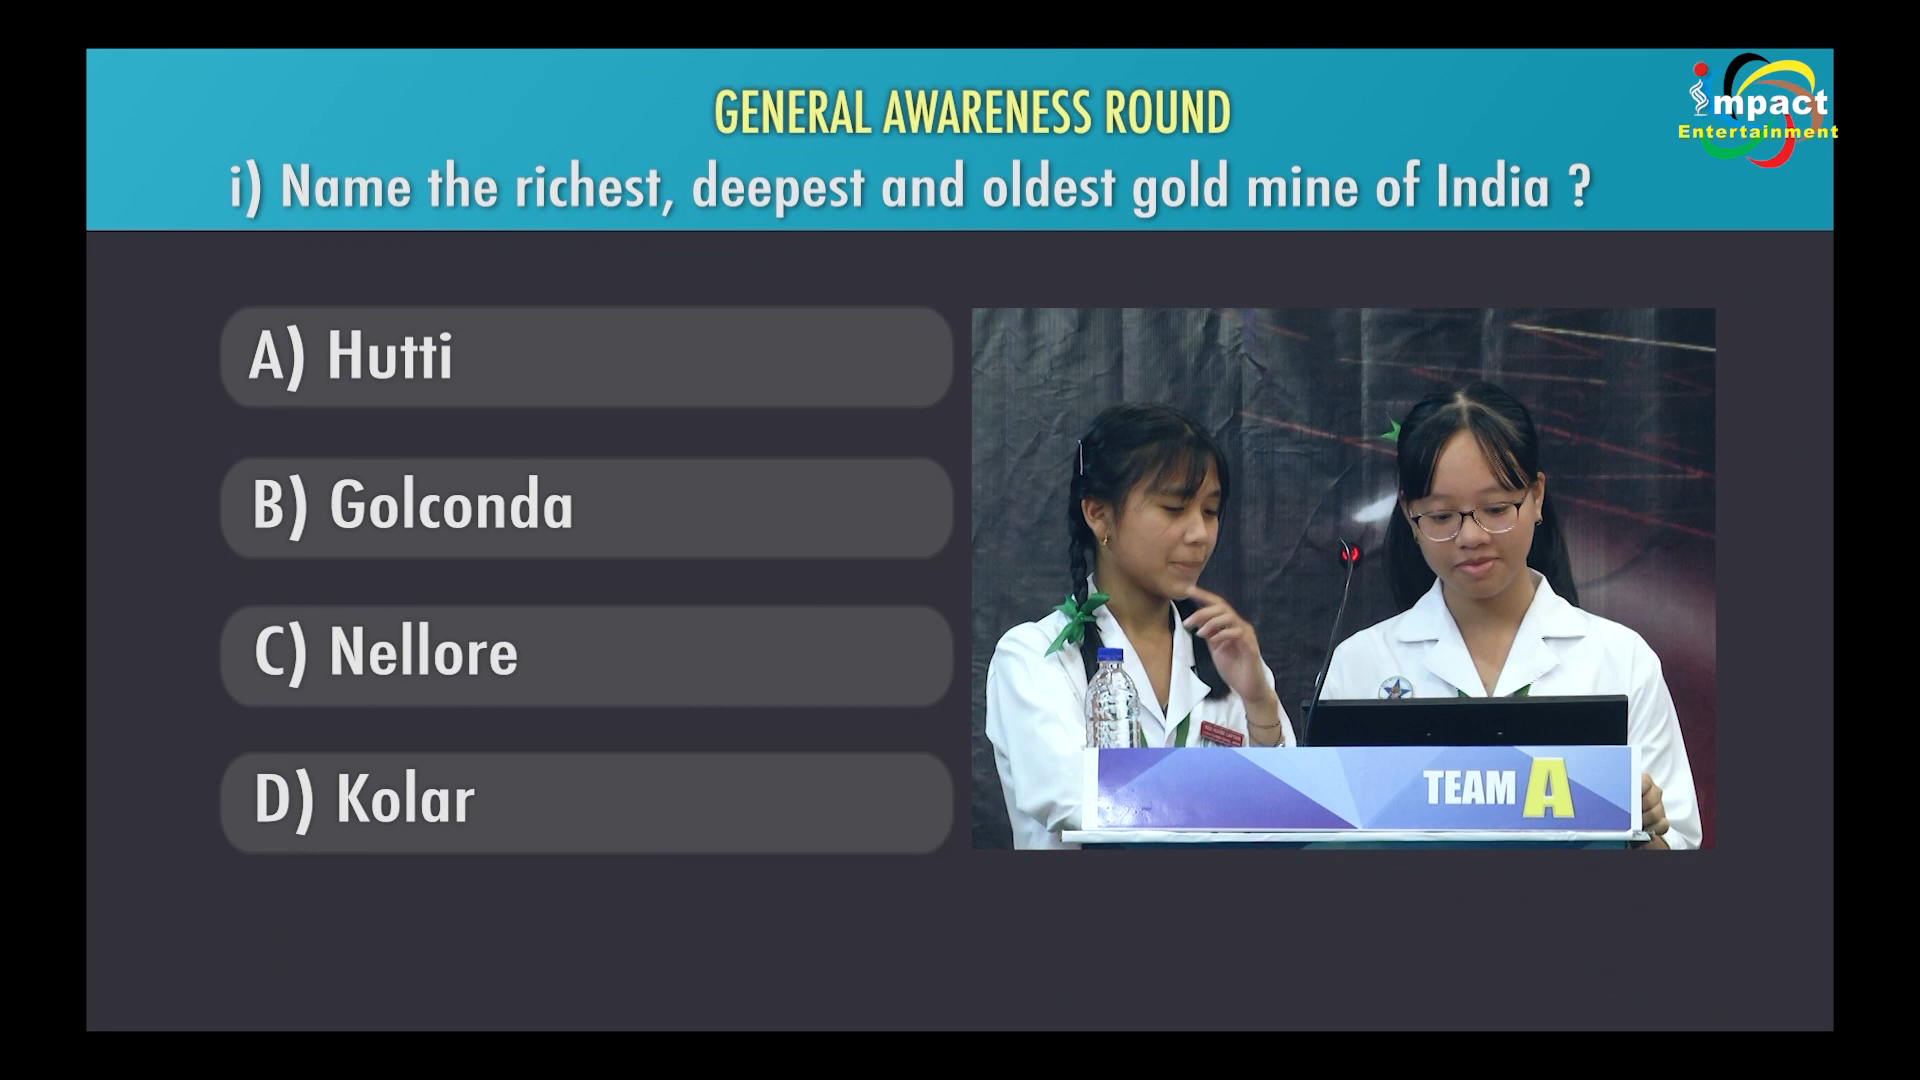 GENERAL AWARENESS ROUND
impact
Entertainment
i) Name the richest, deepest and oldest gold mine of India ?
A) Hutti
B) Golconda
C) Nellore
D) Kolar
TEAM A